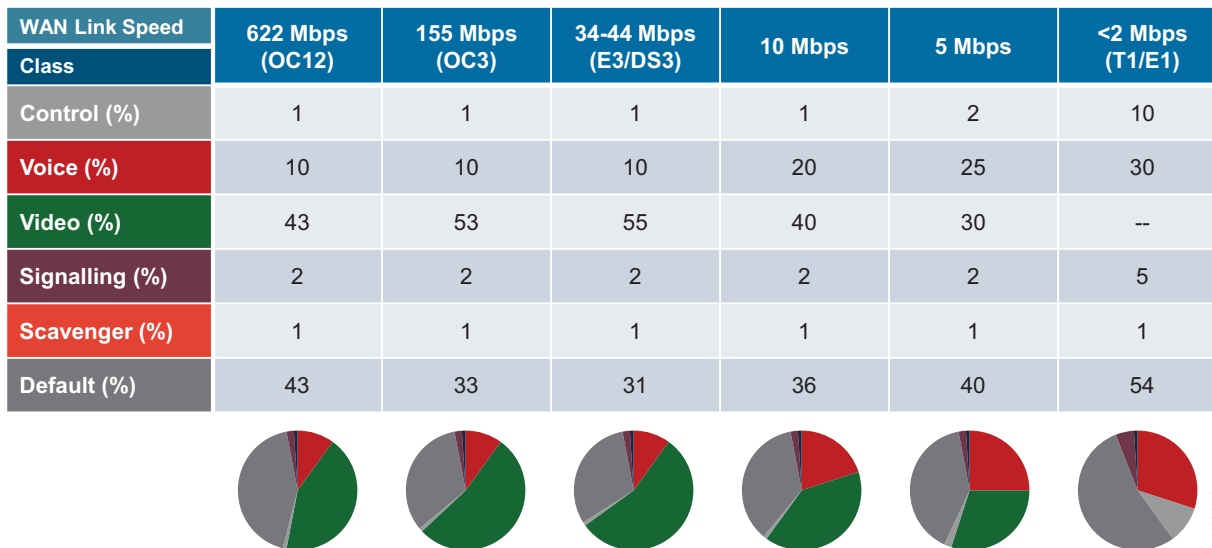 WAN Link Speed 622 Mbps (OC12) 155 Mbps (OC3) 34-44 Mbps (E3/DS3) 10 Mbps 5 Mbps <2 Mbps (T1/E1)
Class
Control (%) 1 1 1 1 2 10
Voice (%) 10 10 10 20 25 30
Video (%) 43 53 55 40 30 --
Signalling (%) 2 2 2 2 2 5
Scavenger (%) 1 1 1 1 1 1
Default (%) 43 33 31 36 40 54